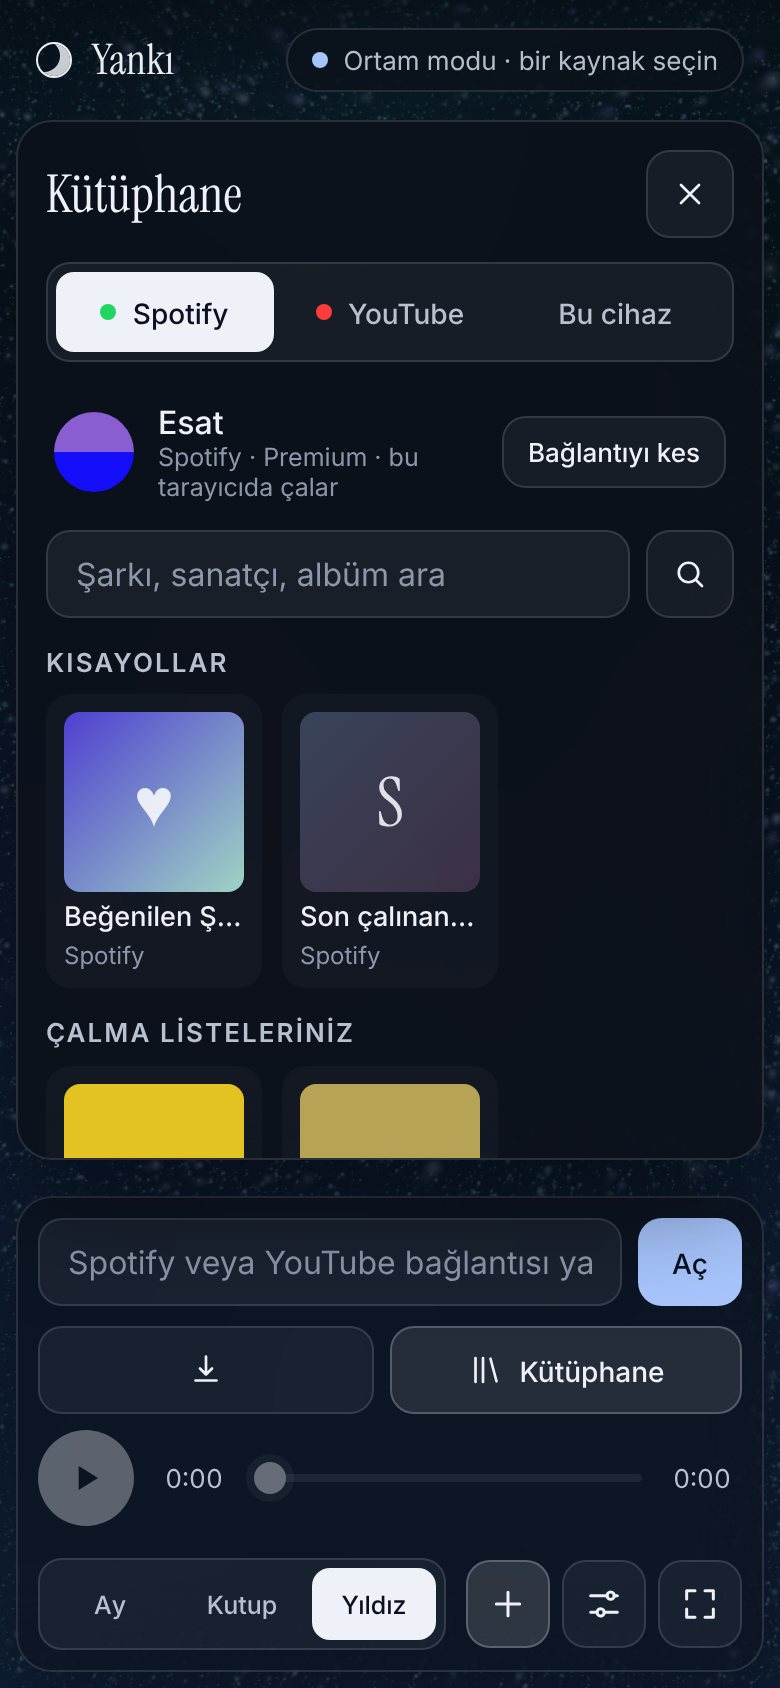 Yankı
Ortam modu · bir kaynak seçin
Kütüphane
Spotify
YouTube
Bu cihaz
Esat
Spotify · Premium · bu
tarayıcıda çalar
Bağlantıyı kes
Şarkı, sanatçı, albüm ara
KISAYOLLAR
S
Beğenilen Ş...
Spotify
Son çalınan...
Spotify
ÇALMA LİSTELERİNİZ
Spotify veya YouTube bağlantısı ya
Aç
Kütüphane
0:00
0:00
Ay
Kutup
Yıldız